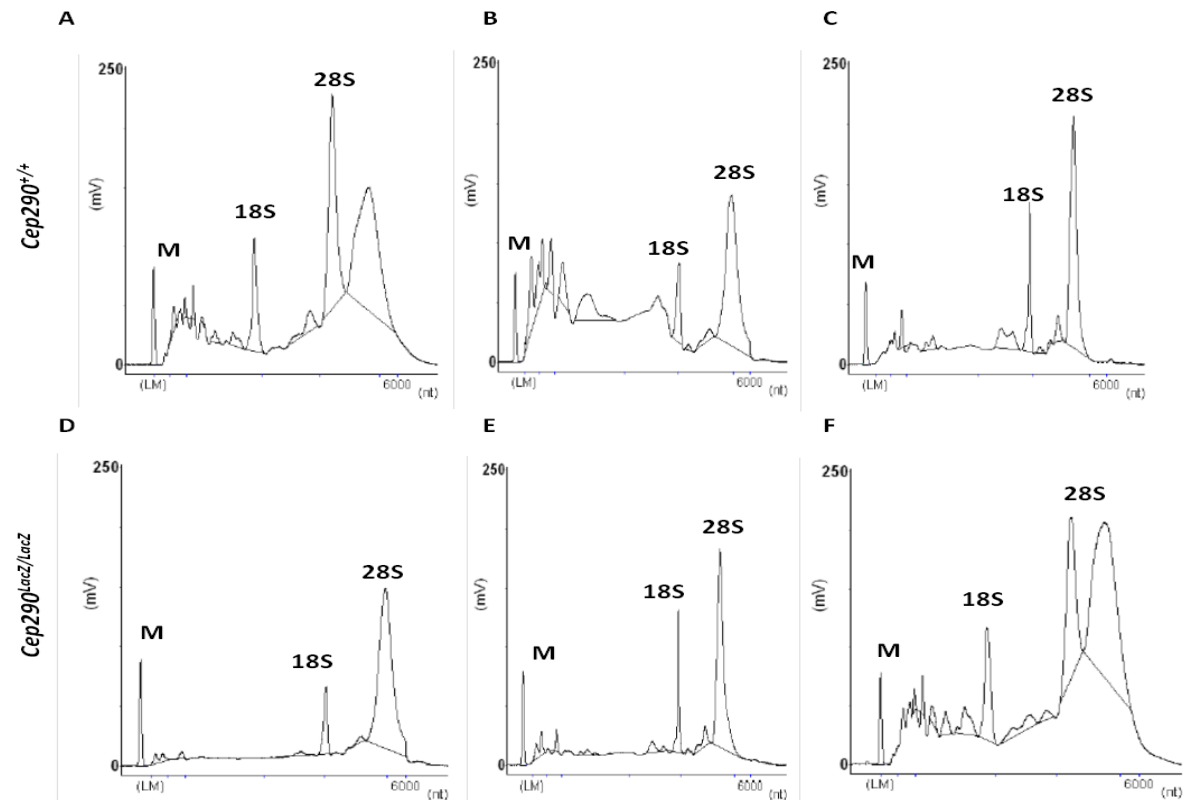 A
B
C
Cep290+/+
250
(mV)
0
M
18S
28S
(LM)
6000
(nt)
250
(mV)
0
M
18S
28S
(LM)
6000
(nt)
250
(mV)
0
M
18S
28S
(LM)
6000
(nt)
D
E
F
Cep290LacZ/LacZ
250
(mV)
0
M
18S
28S
(LM)
6000
(nt)
250
(mV)
0
M
18S
28S
(LM)
6000
(nt)
250
(mV)
0
M
18S
28S
(LM)
6000
(nt)